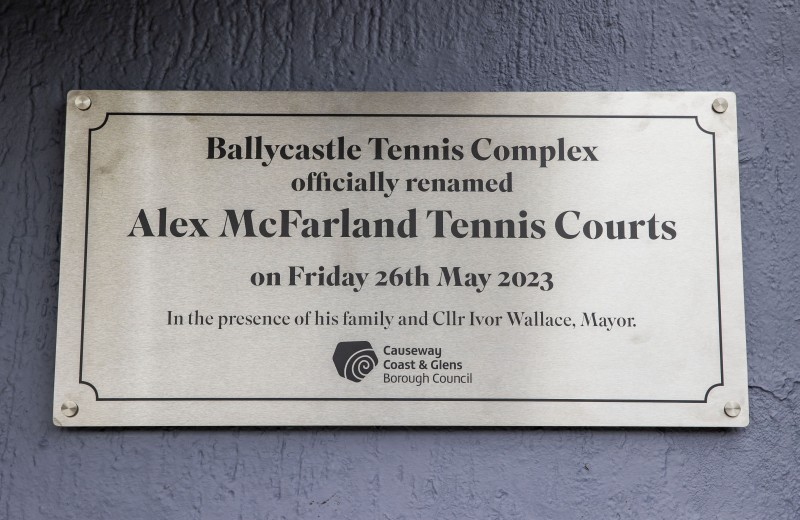 Ballycastle Tennis Complex
officially renamed
Alex McFarland Tennis Courts
on Friday 26th May 2023
In the presence of his family and Cllr Ivor Wallace, Mayor.
Causeway
Coast & Glens
Borough Council